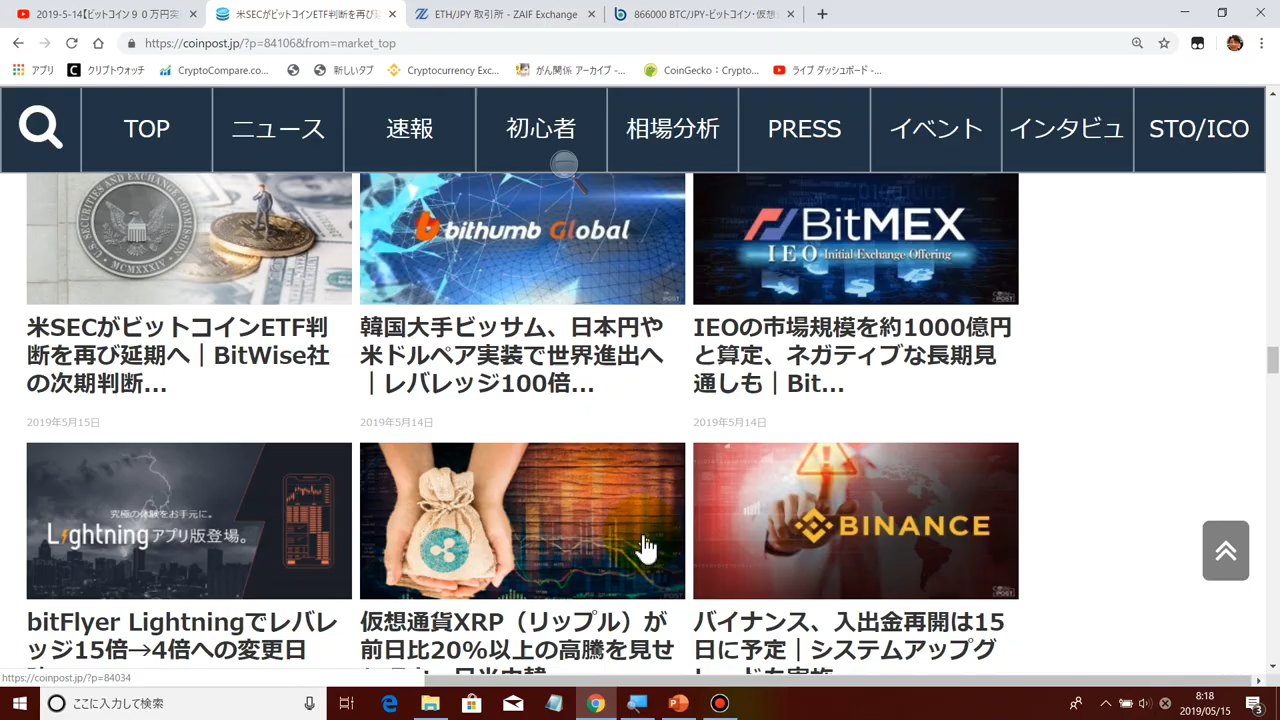 2019-5-14【ビットコイン９０万円突
米SECがビットコインETF判断を再び延
ETH/JPY 取引所 - ZAIF Exchange
866000 BTC/JPY-ビットコイン・仮想通
https://coinpost.jp/?p=84106&from=market_top
アプリ
クリプトウォッチ
CryptoCompare.co...
新しいタブ
Cryptocurrency Exc...
がん関係 アーカイブ -...
CoinGecko：Crypto...
ライブ ダッシュボード -...
TOP
ニュース
速報
初心者
相場分析
PRESS
イベント
インタビュ
STO/ICO
SECURITIES AND EXCHANGE
MCMXXXIV
bithumb Global
BitMEX
IEO Initial Exchange Offering
米SECがビットコインETF判
断を再び延期へ｜BitWise社
の次期判断...
2019年5月15日
韓国大手ビッサム、日本円や
米ドルペア実装で世界進出へ
｜レバレッジ100倍...
2019年5月14日
IEOの市場規模を約1000億円
と算定、ネガティブな長期見
通しも｜Bit...
2019年5月14日
究極の体験をお手元に。
Lightningアプリ版登場。
BINANCE
bitFlyer Lightningでレバレ
ッジ15倍→4倍への変更日
仮想通貨XRP（リップル）が
前日比20%以上の高騰を見せ
バイナンス、入出金再開は15
日に予定｜システムアップグ
レードを実施
https://coinpost.jp/?p=84034
ここに入力して検索
8:18
2019/05/15
3